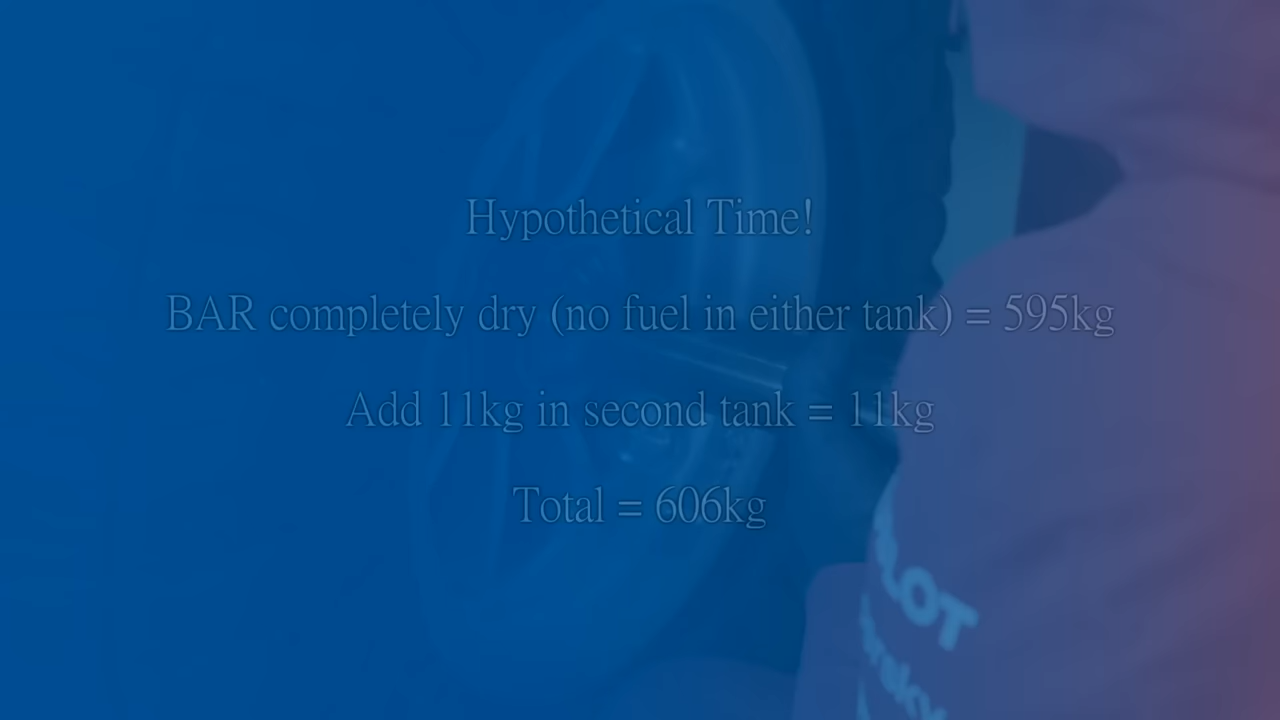 Hypothetical Time!
BAR completely dry (no fuel in either tank) = 595kg
Add 11kg in second tank = 11kg
Total = 606kg